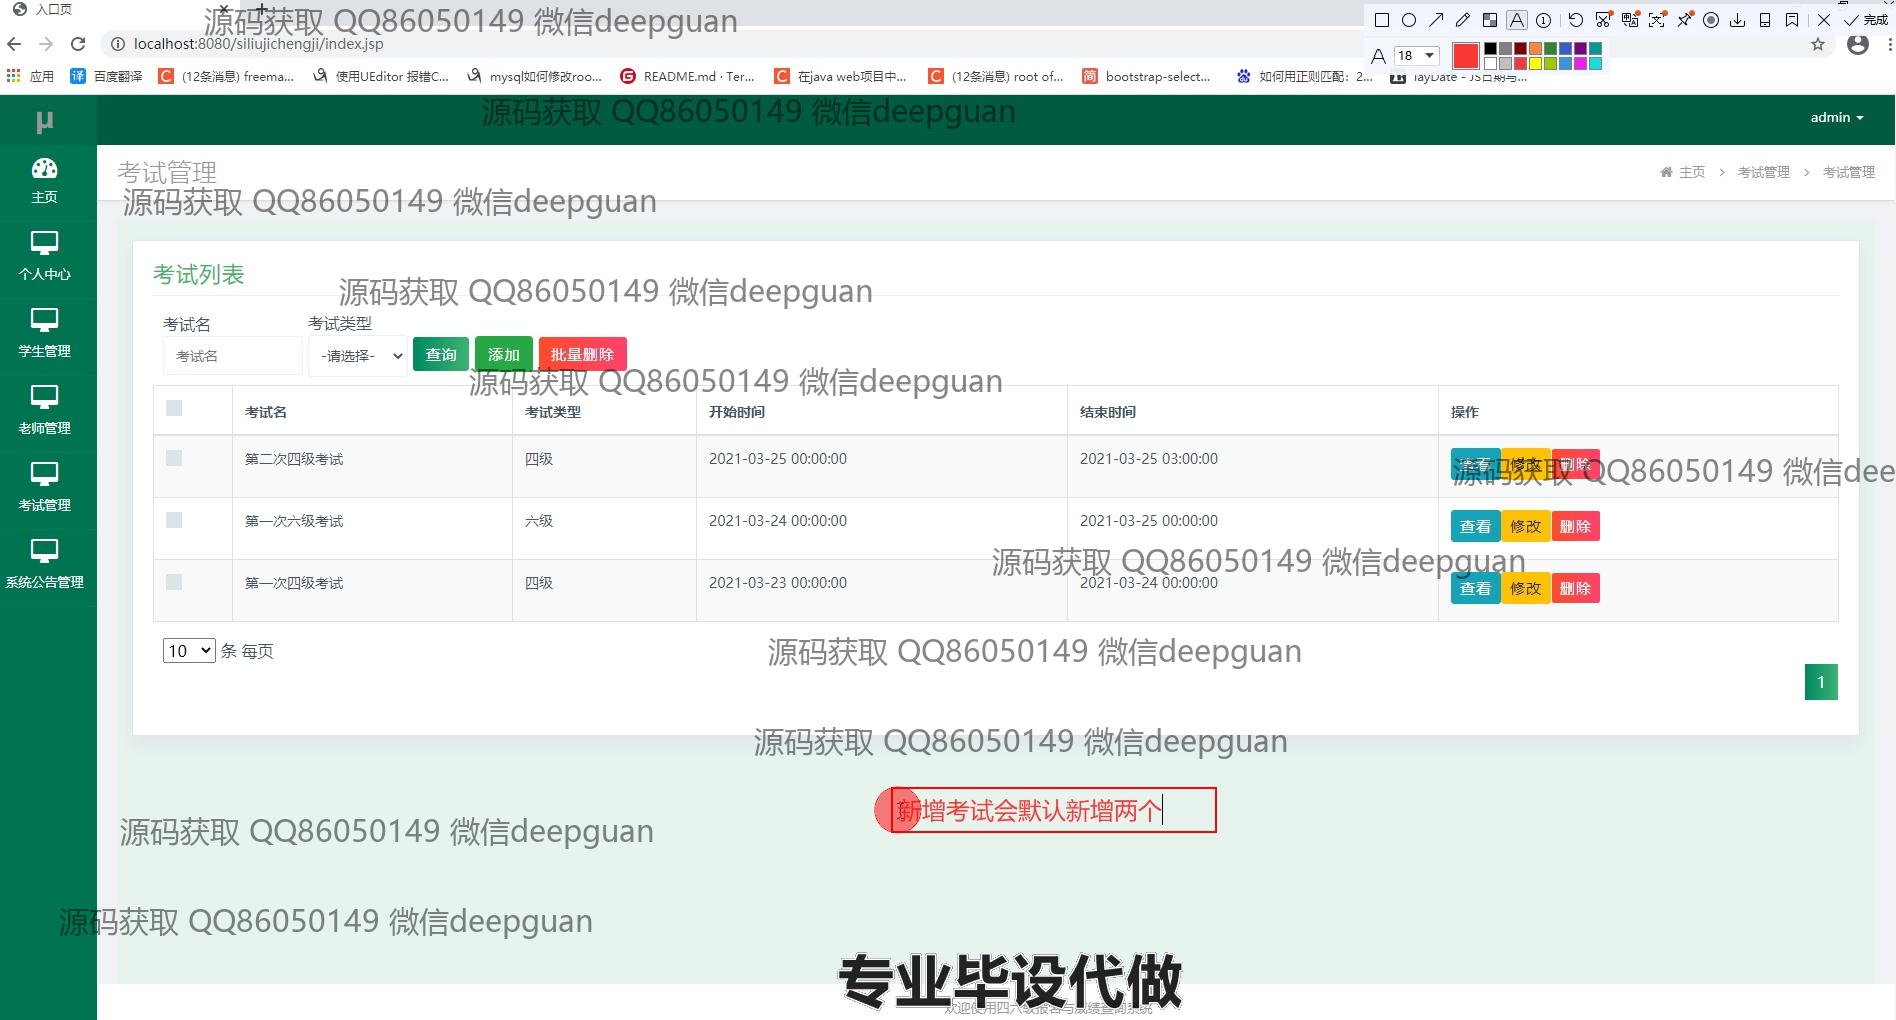 入口页
源码获取 QQ86050149 微信deepguan
完成
localhost:8080/siliujichengji/index.jsp
18
应用
百度翻译
(12条消息) freema...
使用UEditor 报错C...
mysql如何修改roo...
README.md · Ter...
在java web项目中...
(12条消息) root of...
bootstrap-select...
如何用正则匹配：2...
layDate - JS日期与...
源码获取 QQ86050149 微信deepguan
μ
admin
考试管理
主页 > 考试管理 > 考试管理
源码获取 QQ86050149 微信deepguan
主页
个人中心
学生管理
老师管理
考试管理
系统公告管理
考试列表
源码获取 QQ86050149 微信deepguan
考试名
考试类型
考试名
-请选择-
查询
添加
批量删除
源码获取 QQ86050149 微信deepguan
考试名 考试类型 开始时间 结束时间 操作
第二次四级考试 四级 2021-03-25 00:00:00 2021-03-25 03:00:00 查看 修改 删除
源码获取 QQ86050149 微信dee
第一次六级考试 六级 2021-03-24 00:00:00 2021-03-25 00:00:00 查看 修改 删除
源码获取 QQ86050149 微信deepguan
第一次四级考试 四级 2021-03-23 00:00:00 2021-03-24 00:00:00 查看 修改 删除
10 条 每页
源码获取 QQ86050149 微信deepguan
1
源码获取 QQ86050149 微信deepguan
新增考试会默认新增两个
源码获取 QQ86050149 微信deepguan
源码获取 QQ86050149 微信deepguan
专业毕设代做
欢迎使用四六级报名与成绩查询系统